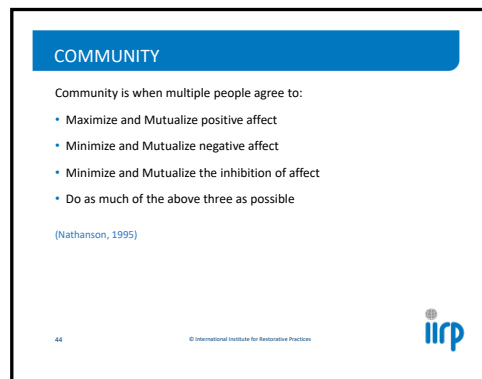 COMMUNITY
Community is when multiple people agree to:
• Maximize and Mutualize positive affect
• Minimize and Mutualize negative affect
• Minimize and Mutualize the inhibition of affect
• Do as much of the above three as possible
(Nathanson, 1995)
44
© International Institute for Restorative Practices
iirp